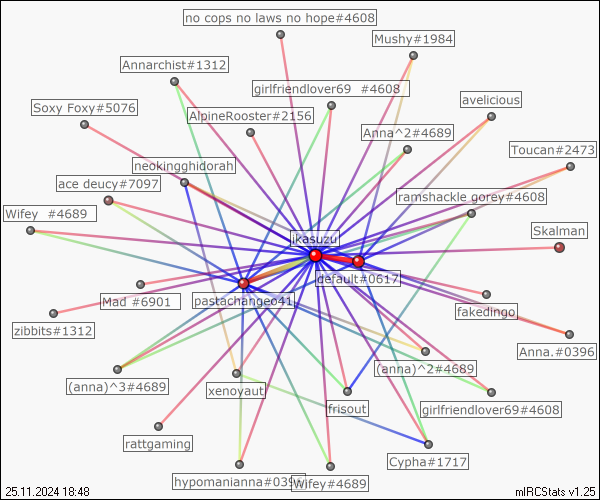 no cops no laws no hope#4608
Mushy#1984
Annarchist#1312
girlfriendlover69 #4608
avelicious
Soxy Foxy#5076
AlpineRooster#2156
Anna^2#4689
Toucan#2473
neokingghidorah
ace deucy#7097
ramshackle gorey#4608
Wifey #4689
Skalman
ikasuzu
default#0617
Mad #6901
pastachangeo41
fakedingo
zibbits#1312
Anna.#0396
(anna)^2#4689
(anna)^3#4689
xenoyaut
frisout
girlfriendlover69#4608
rattgaming
Cypha#1717
hypomanianna#0396
Wifey#4689
25.11.2024 18:48
mIRCStats v1.25